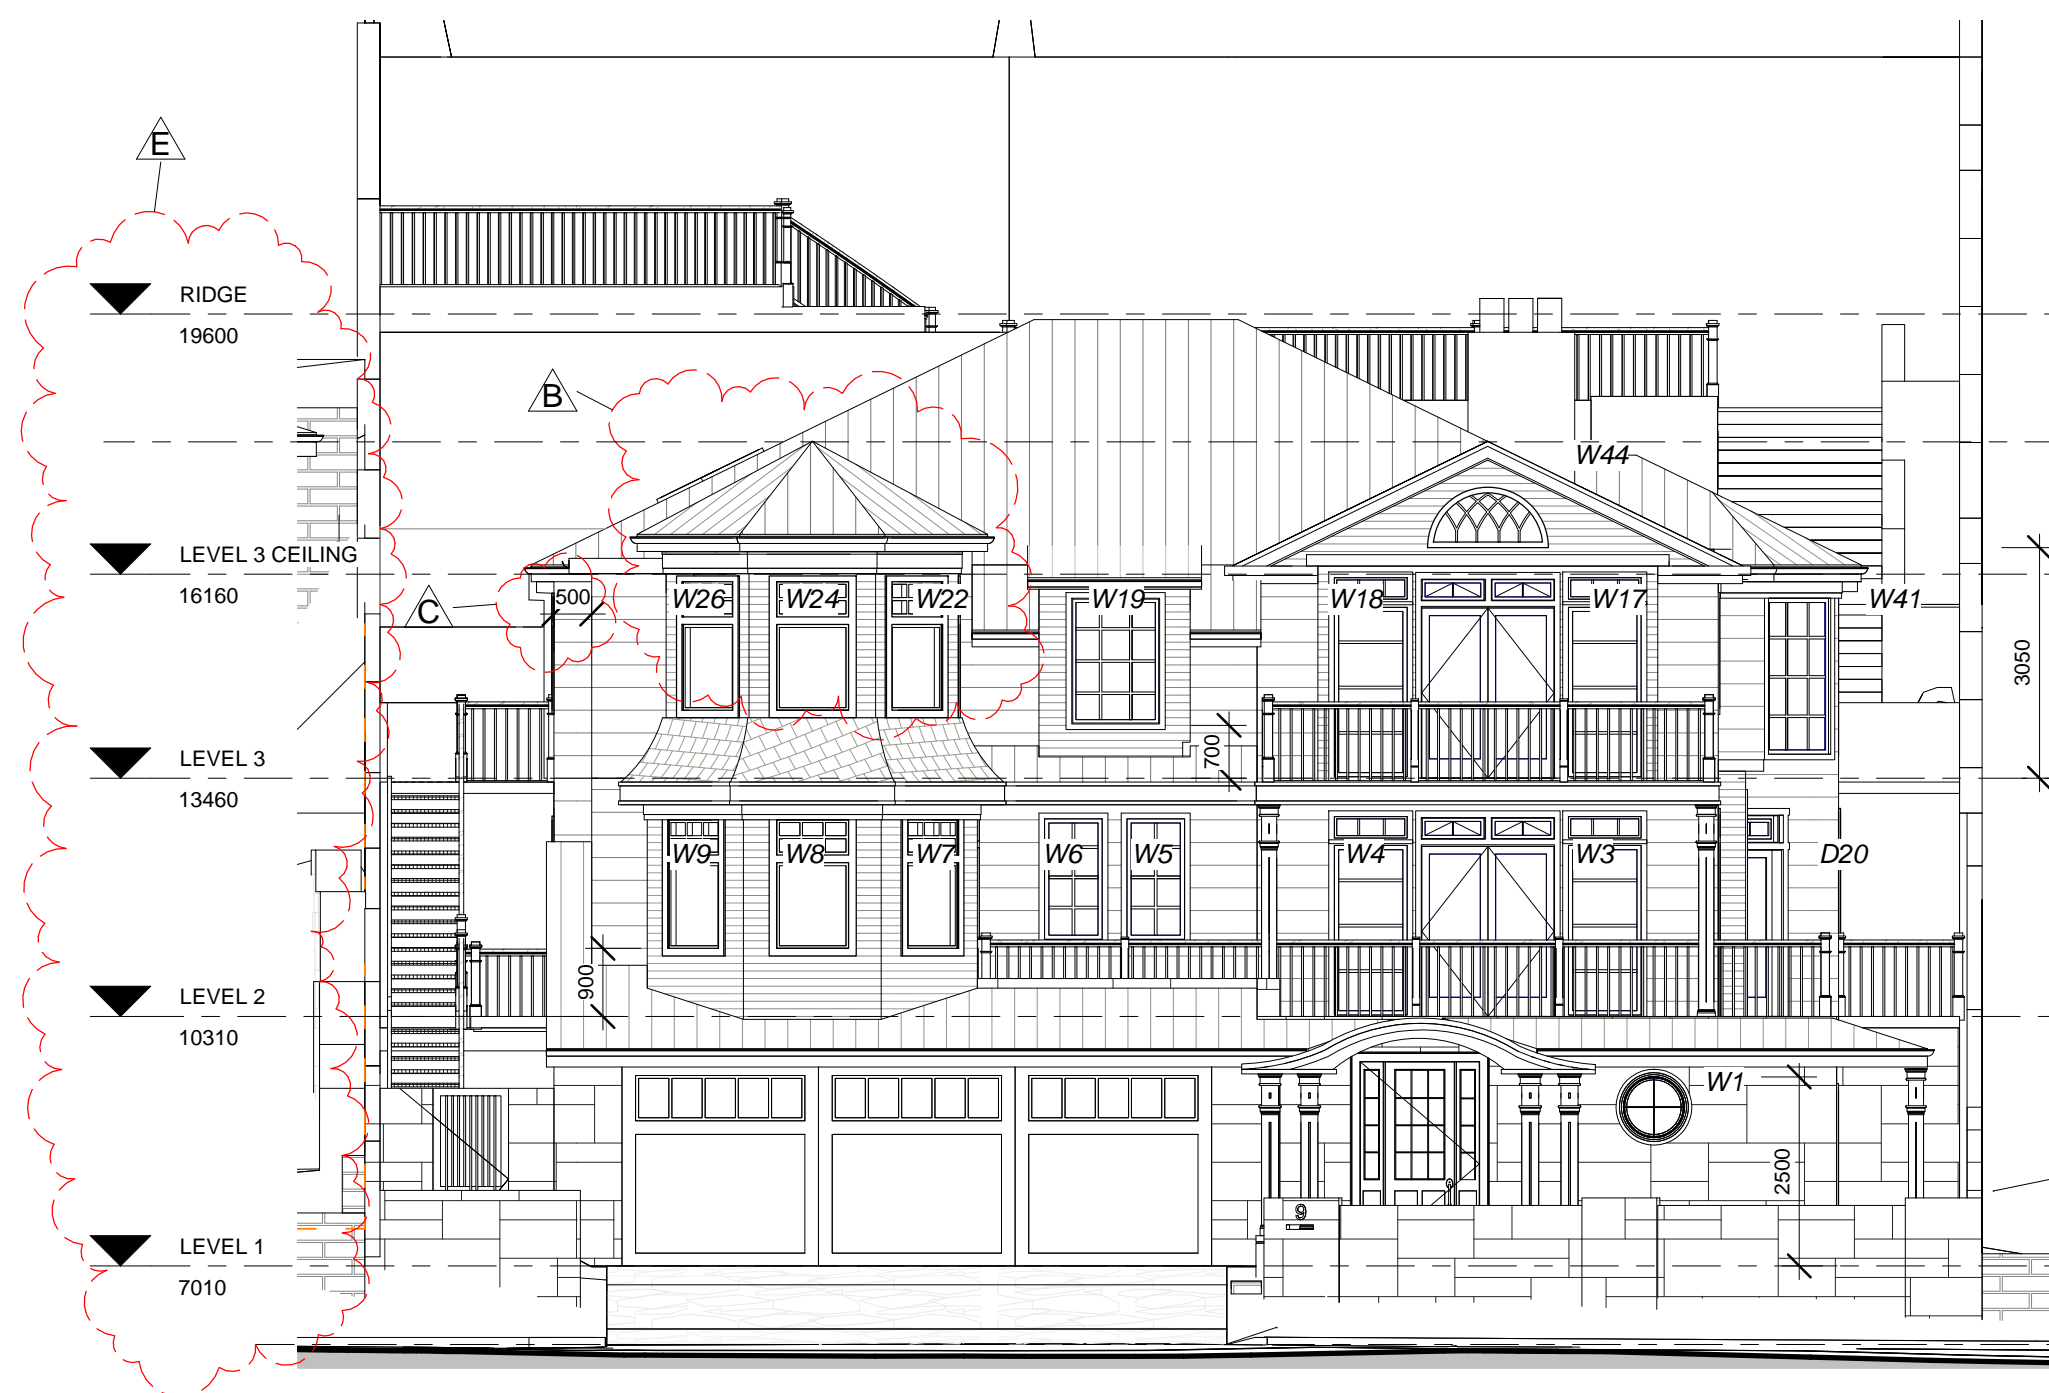 E
RIDGE
19600
B
W44
LEVEL 3 CEILING
16160
C
500
W26
W24
W22
W19
W18
W17
W41
3050
700
LEVEL 3
13460
W9
W8
W7
W6
W5
W4
W3
D20
900
LEVEL 2
10310
W1
2500
9
LEVEL 1
7010